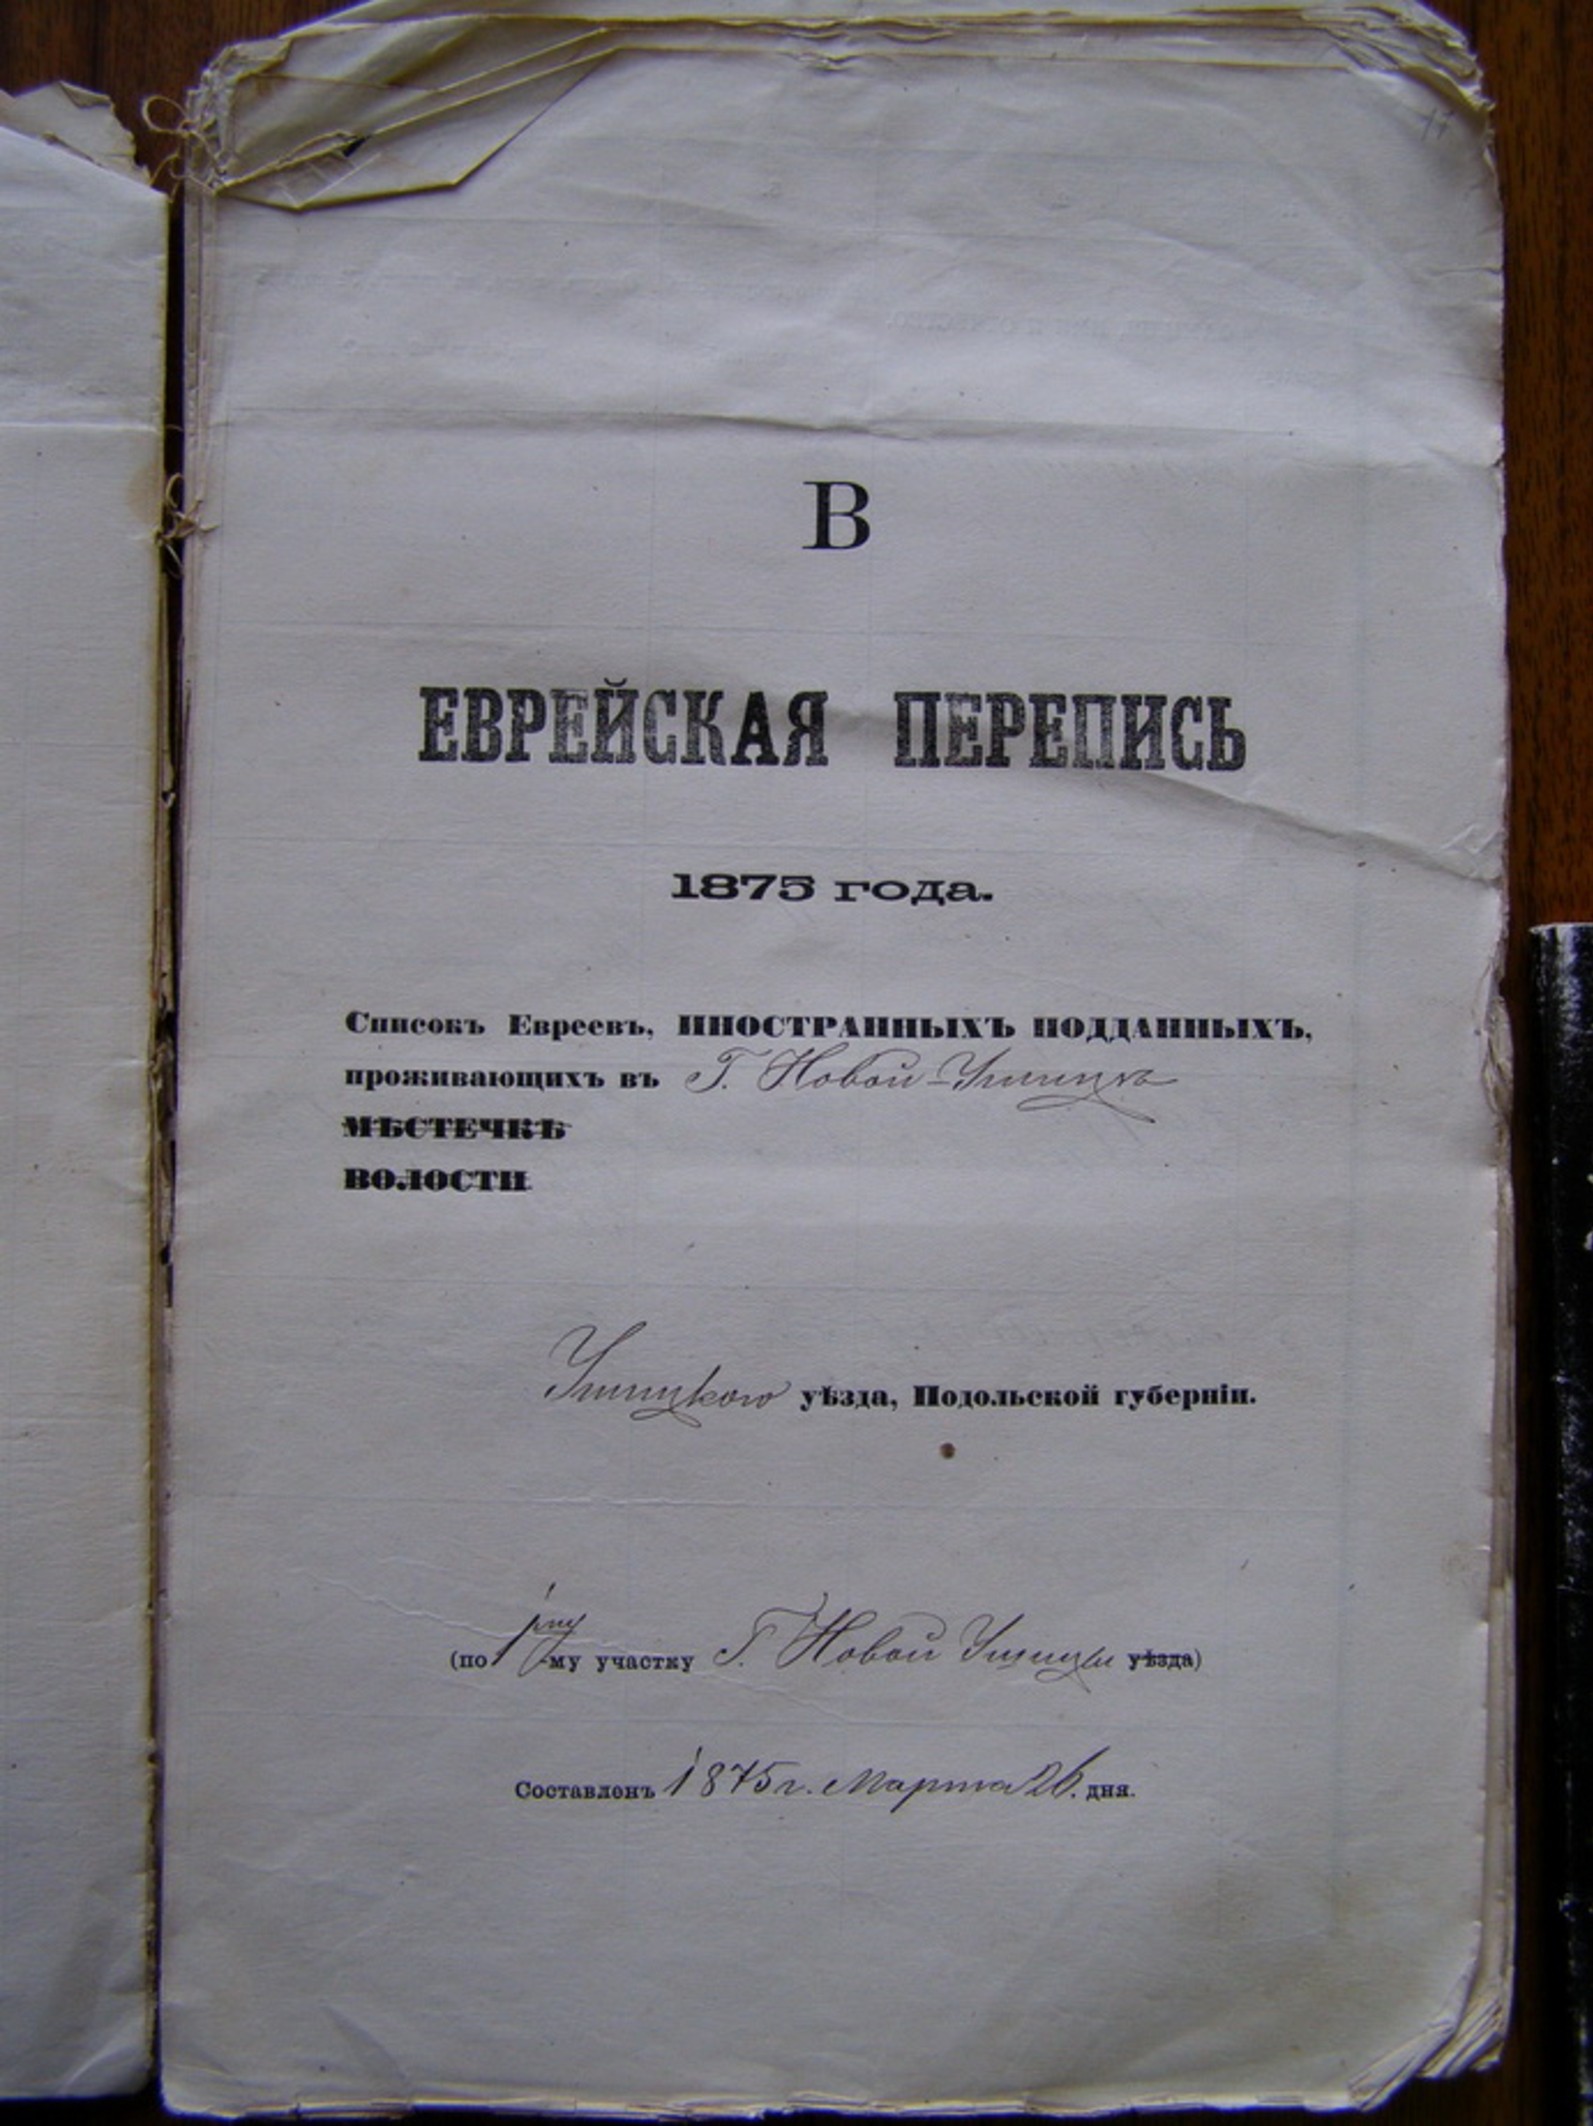 В
ЕВРЕЙСКАЯ ПЕРЕПИСЬ
1875 года.
Списокъ Евреевъ, ИНОСТРАННЫХЪ ПОДДАННЫХЪ,
проживающихъ въ Г. Новой-Ушицѣ
МѢСТЕЧКѢ
ВОЛОСТИ
Ушицкого уѣзда, Подольской губерніи.
(по 1му -му участку Г. Новой Ушицы уѣзда)
Составленъ 1875 г. Марта 26. дня.